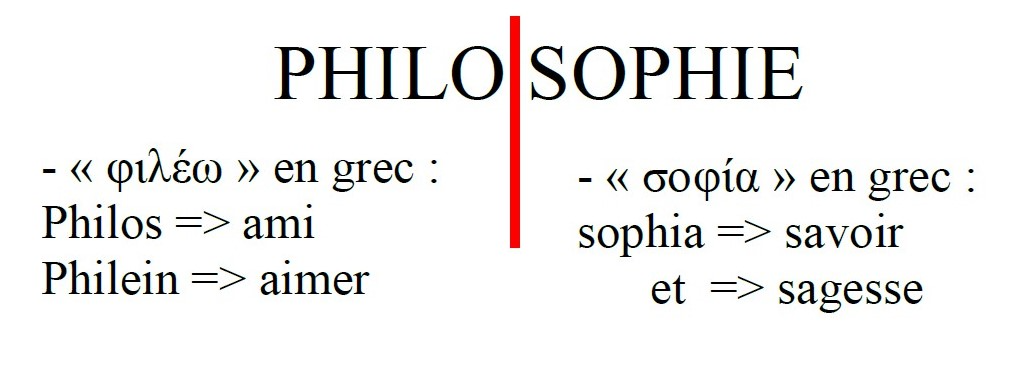 PHILO SOPHIE
- « φιλέω » en grec :
Philos => ami
Philein => aimer
- « σοφία » en grec :
sophia => savoir
et => sagesse